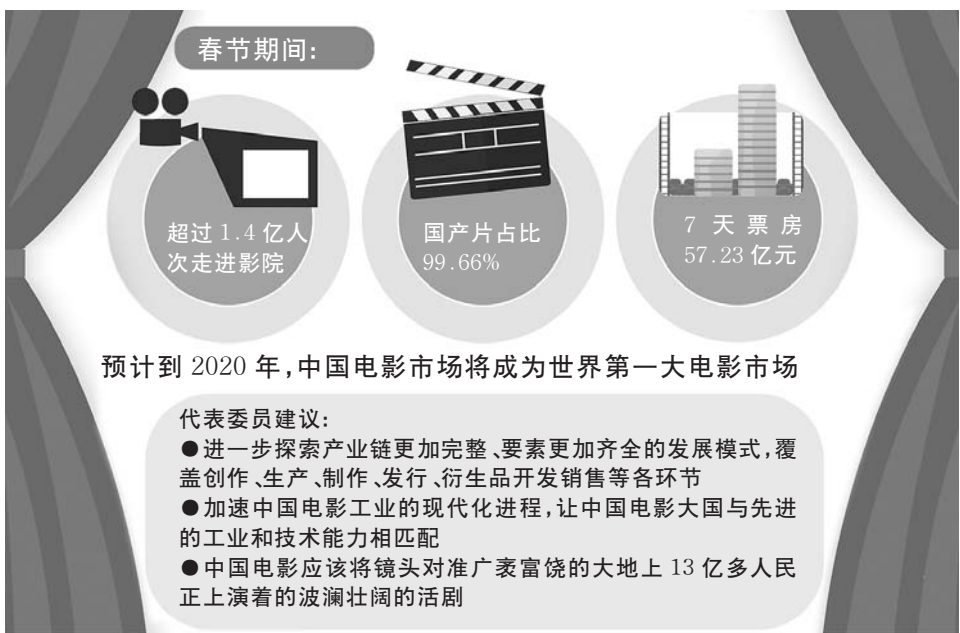 春节期间:
超过 1.4 亿人
次走进影院
国产片占比
99.66%
7 天票房
57.23 亿元
预计到 2020 年,中国电影市场将成为世界第一大电影市场
代表委员建议:
●进一步探索产业链更加完整、要素更加齐全的发展模式,覆
盖创作、生产、制作、发行、衍生品开发销售等各环节
●加速中国电影工业的现代化进程,让中国电影大国与先进
的工业和技术能力相匹配
●中国电影应该将镜头对准广袤富饶的大地上 13 亿多人民
正上演着的波澜壮阔的活剧